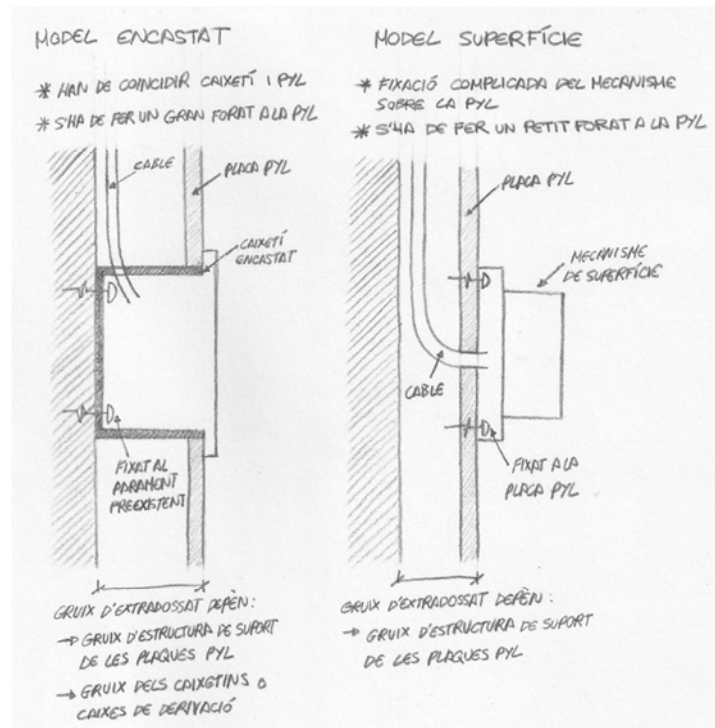 MODEL ENCASTAT
* HAN DE COINCIDIR CAIXETÍ I PYL
* S'HA DE FER UN GRAN FORAT A LA PYL
CABLE
PLACA PYL
CAIXETÍ
ENCASTAT
FIXAT AL
PARAMENT
PREEXISTENT
GRUIX D'EXTRADOSSAT DEPÈN:
→ GRUIX D'ESTRUCTURA DE SUPORT
DE LES PLAQUES PYL
→ GRUIX DELS CAIXETINS O
CAIXES DE DERIVACIÓ
MODEL SUPERFÍCIE
* FIXACIÓ COMPLICADA DEL MECANISME
SOBRE LA PYL
* S'HA DE FER UN PETIT FORAT A LA PYL
PLACA PYL
MECANISME
DE SUPERFÍCIE
CABLE
FIXAT A LA
PLACA PYL
GRUIX D'EXTRADOSSAT DEPÈN:
→ GRUIX D'ESTRUCTURA DE SUPORT
DE LES PLAQUES PYL